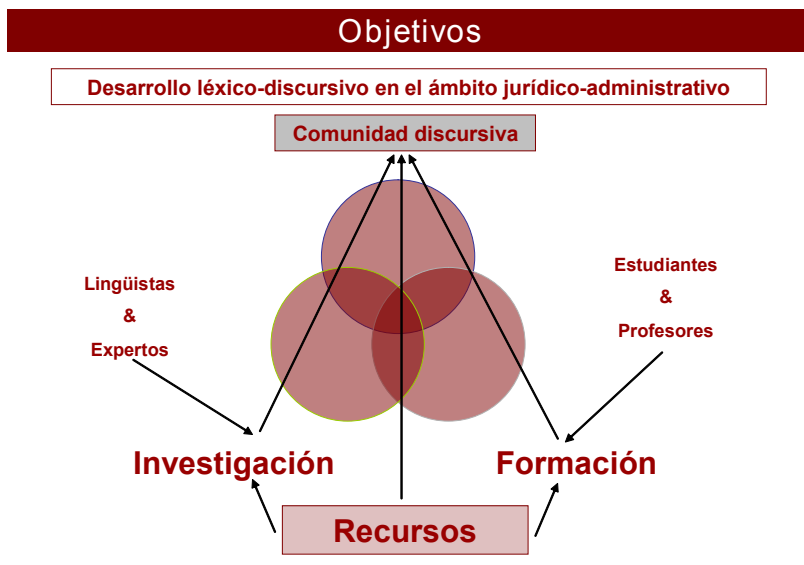 Objetivos
Desarrollo léxico-discursivo en el ámbito jurídico-administrativo
Comunidad discursiva
Lingüistas
&
Expertos
Estudiantes
&
Profesores
Investigación
Formación
Recursos